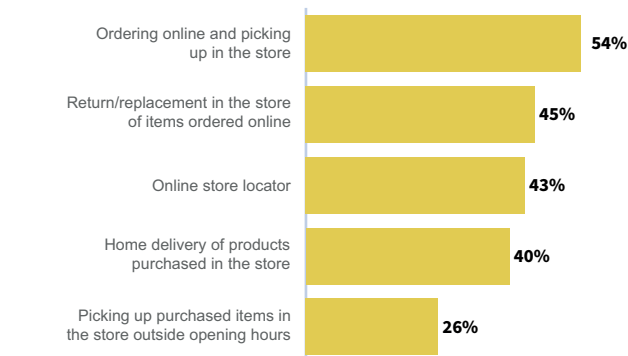 Ordering online and picking
up in the store
54%
Return/replacement in the store
of items ordered online
45%
Online store locator
43%
Home delivery of products
purchased in the store
40%
Picking up purchased items in
the store outside opening hours
26%